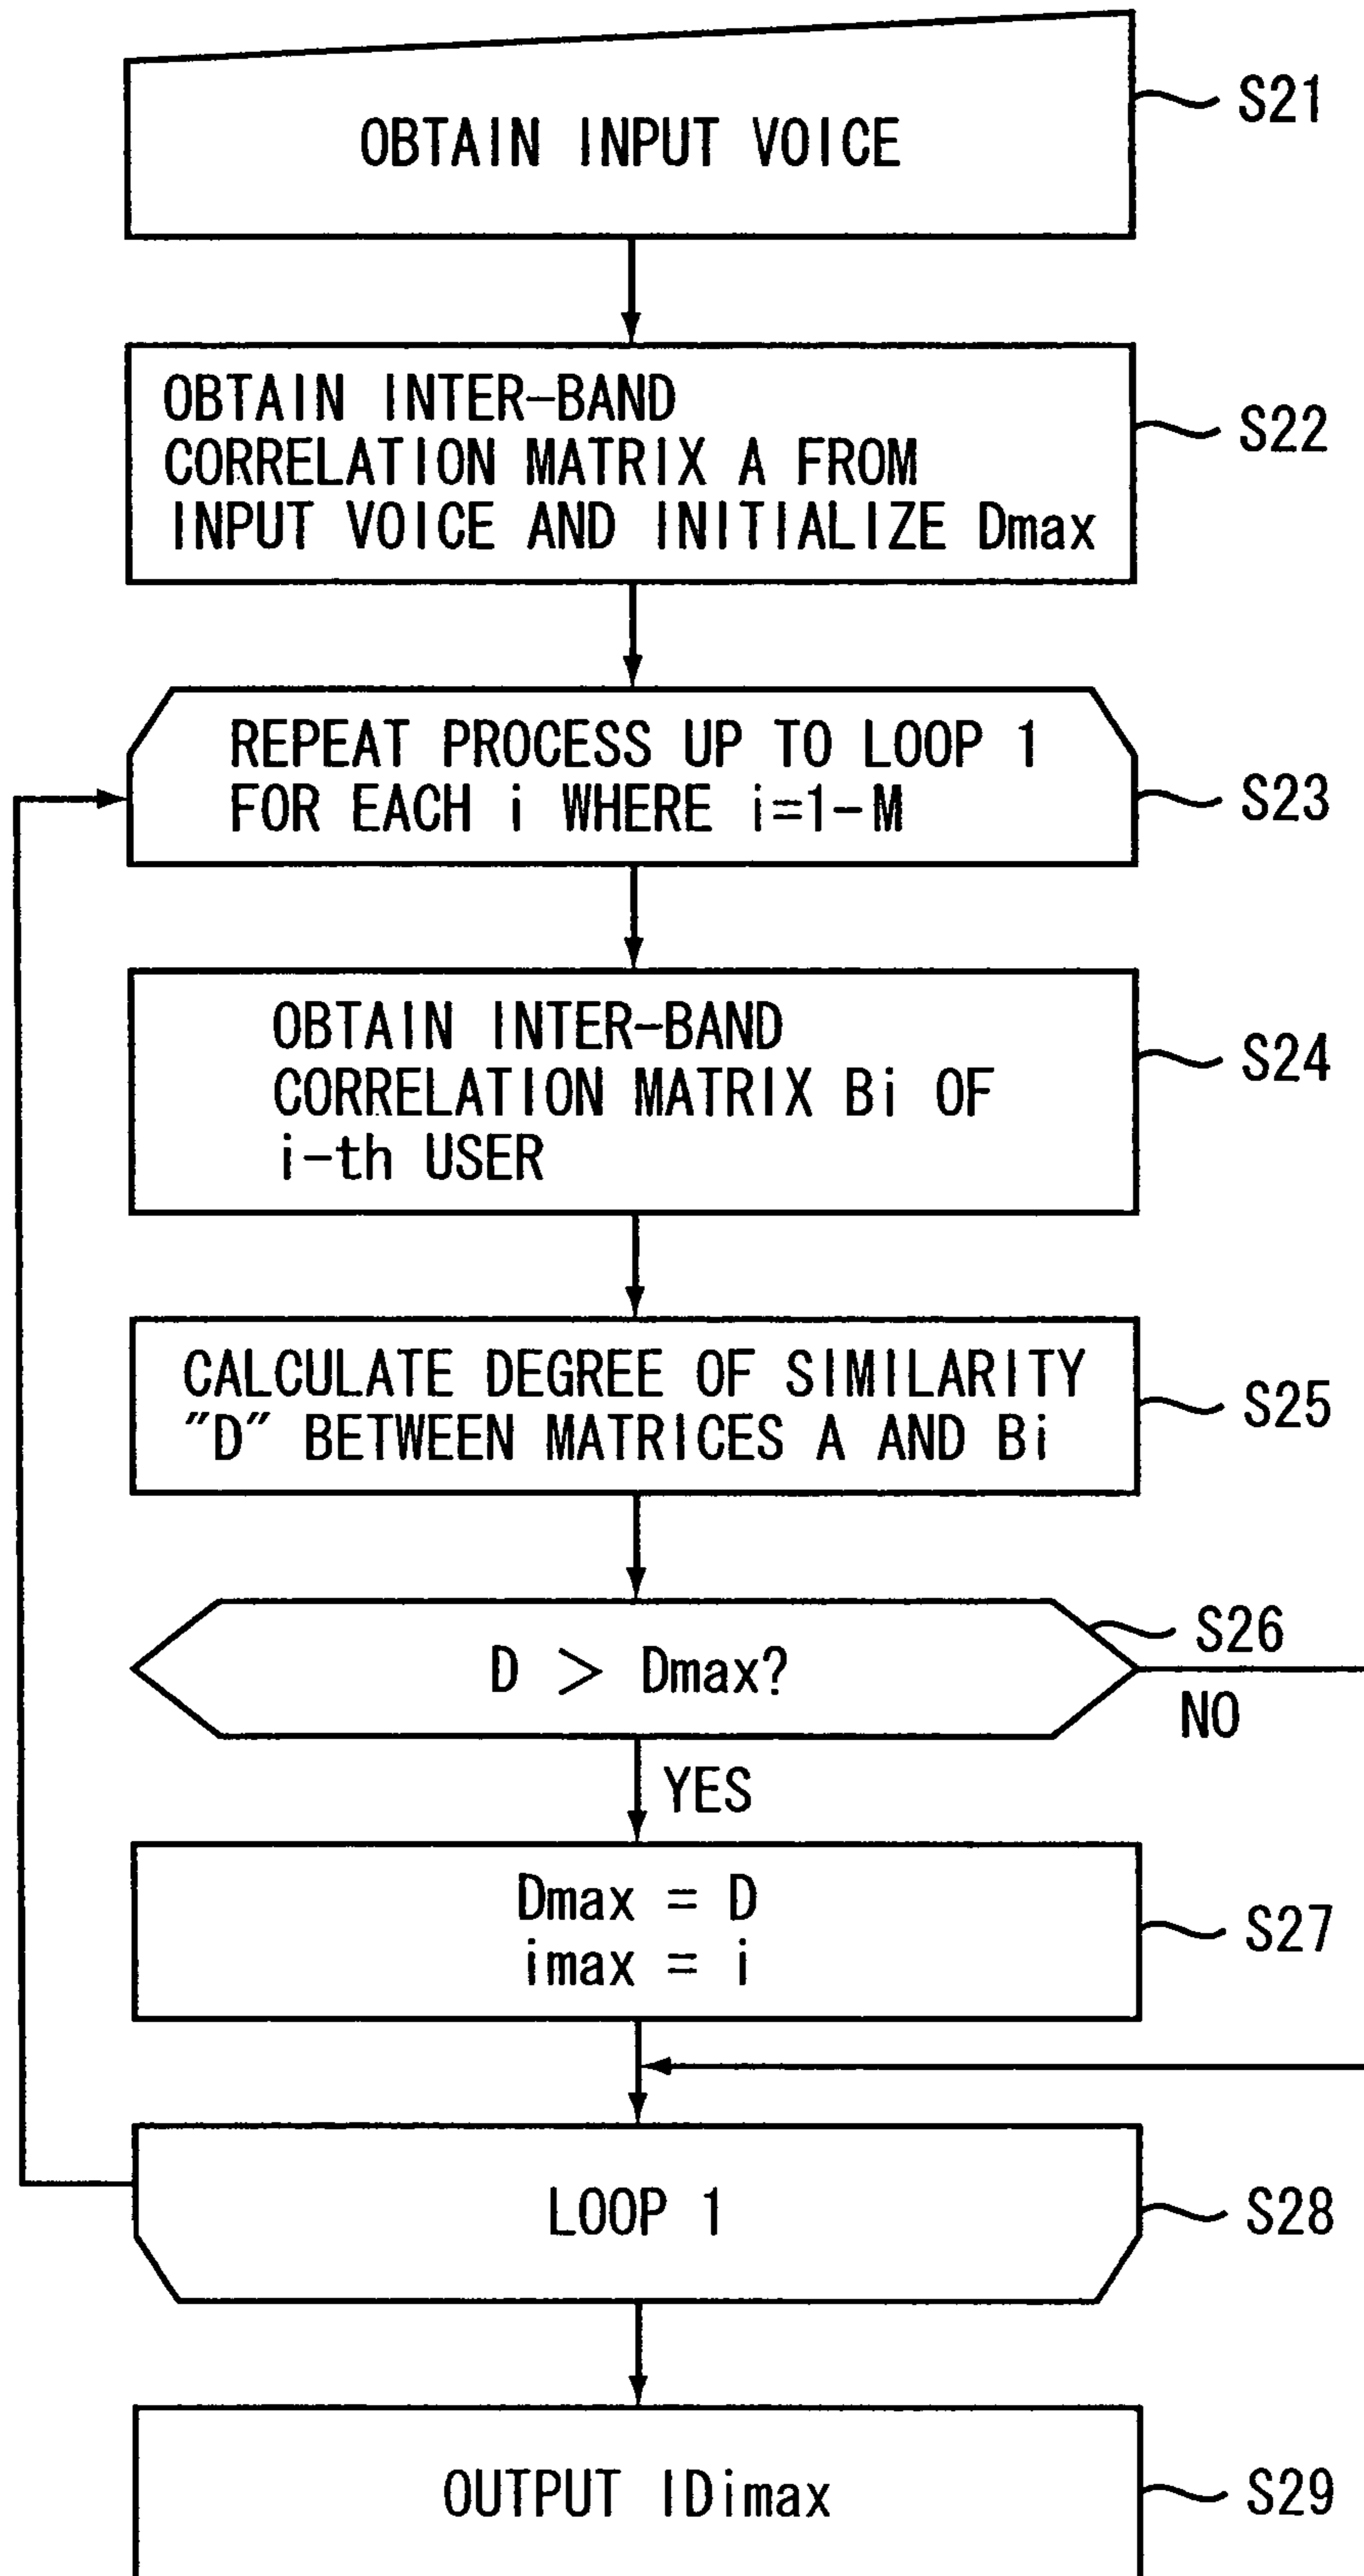 OBTAIN INPUT VOICE
S21
OBTAIN INTER-BAND
CORRELATION MATRIX A FROM
INPUT VOICE AND INITIALIZE Dmax
S22
REPEAT PROCESS UP TO LOOP 1
FOR EACH i WHERE i=1-M
S23
OBTAIN INTER-BAND
CORRELATION MATRIX Bi OF
i-th USER
S24
CALCULATE DEGREE OF SIMILARITY
"D" BETWEEN MATRICES A AND Bi
S25
D > Dmax?
S26
NO
YES
Dmax = D
imax = i
S27
LOOP 1
S28
OUTPUT IDimax
S29